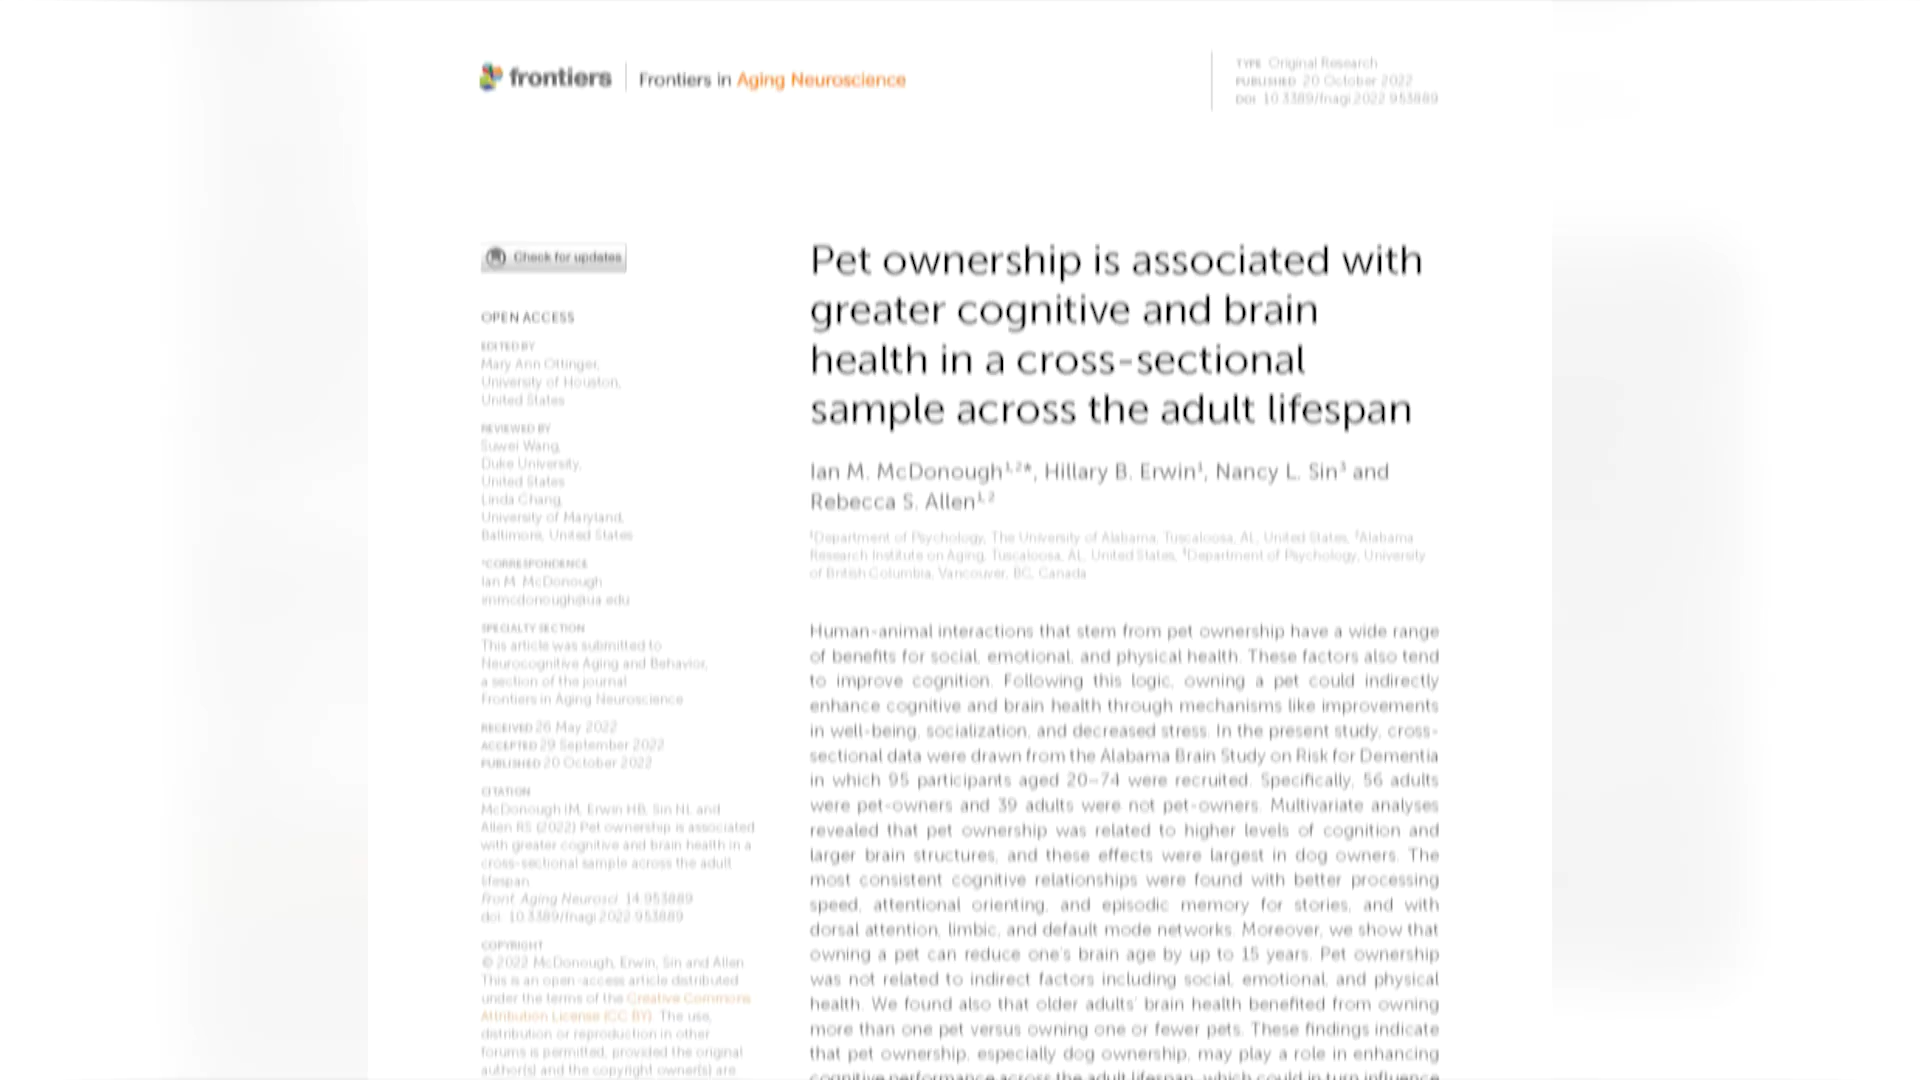 frontiers | Frontiers in Aging Neuroscience
TYPE Original Research
PUBLISHED 20 October 2022
DOI 10.3389/fnagi.2022.953889
Check for updates
OPEN ACCESS
EDITED BY
Mary Ann Ottinger,
University of Houston,
United States
REVIEWED BY
Suwei Wang,
Duke University,
United States
Linda Chang,
University of Maryland,
Baltimore, United States
*CORRESPONDENCE
Ian M. McDonough
immcdonough@ua.edu
SPECIALTY SECTION
This article was submitted to
Neurocognitive Aging and Behavior,
a section of the journal
Frontiers in Aging Neuroscience
RECEIVED 26 May 2022
ACCEPTED 29 September 2022
PUBLISHED 20 October 2022
CITATION
McDonough IM, Erwin HB, Sin NL and
Allen RS (2022) Pet ownership is associated
with greater cognitive and brain health in a
cross-sectional sample across the adult
lifespan.
Front. Aging Neurosci. 14:953889.
doi: 10.3389/fnagi.2022.953889
COPYRIGHT
© 2022 McDonough, Erwin, Sin and Allen.
This is an open-access article distributed
under the terms of the Creative Commons
Attribution License (CC BY). The use,
distribution or reproduction in other
forums is permitted, provided the original
author(s) and the copyright owner(s) are
Pet ownership is associated with
greater cognitive and brain
health in a cross-sectional
sample across the adult lifespan
Ian M. McDonough1,2*, Hillary B. Erwin1, Nancy L. Sin3 and
Rebecca S. Allen1,2
1Department of Psychology, The University of Alabama, Tuscaloosa, AL, United States, 2Alabama
Research Institute on Aging, Tuscaloosa, AL, United States, 3Department of Psychology, University
of British Columbia, Vancouver, BC, Canada
Human-animal interactions that stem from pet ownership have a wide range
of benefits for social, emotional, and physical health. These factors also tend
to improve cognition. Following this logic, owning a pet could indirectly
enhance cognitive and brain health through mechanisms like improvements
in well-being, socialization, and decreased stress. In the present study, cross-
sectional data were drawn from the Alabama Brain Study on Risk for Dementia
in which 95 participants aged 20–74 were recruited. Specifically, 56 adults
were pet-owners and 39 adults were not pet-owners. Multivariate analyses
revealed that pet ownership was related to higher levels of cognition and
larger brain structures, and these effects were largest in dog owners. The
most consistent cognitive relationships were found with better processing
speed, attentional orienting, and episodic memory for stories, and with
dorsal attention, limbic, and default mode networks. Moreover, we show that
owning a pet can reduce one's brain age by up to 15 years. Pet ownership
was not related to indirect factors including social, emotional, and physical
health. We found also that older adults' brain health benefited from owning
more than one pet versus owning one or fewer pets. These findings indicate
that pet ownership, especially dog ownership, may play a role in enhancing
cognitive performance across the adult lifespan, which could in turn influence